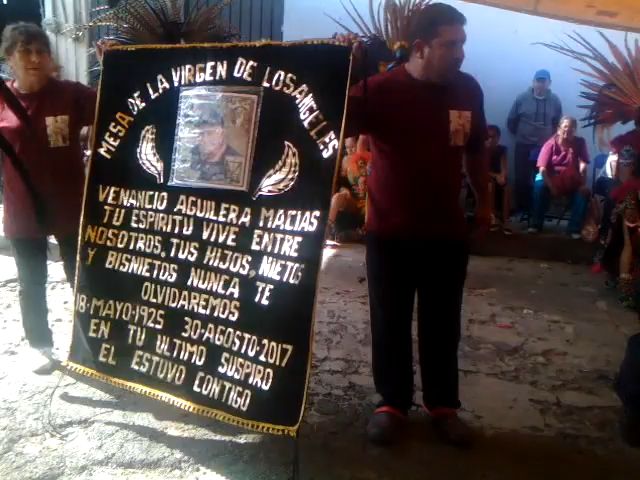 MESA DE LA VIRGEN DE LOS ANGELES
VENANCIO AGUILERA MACIAS
TU ESPIRITU VIVE ENTRE
NOSOTROS, TUS HIJOS, NIETOS
Y BISNIETOS NUNCA TE
OLVIDAREMOS
18·MAYO·1925 30·AGOSTO·2017
EN TU ULTIMO SUSPIRO
EL ESTUVO CONTIGO